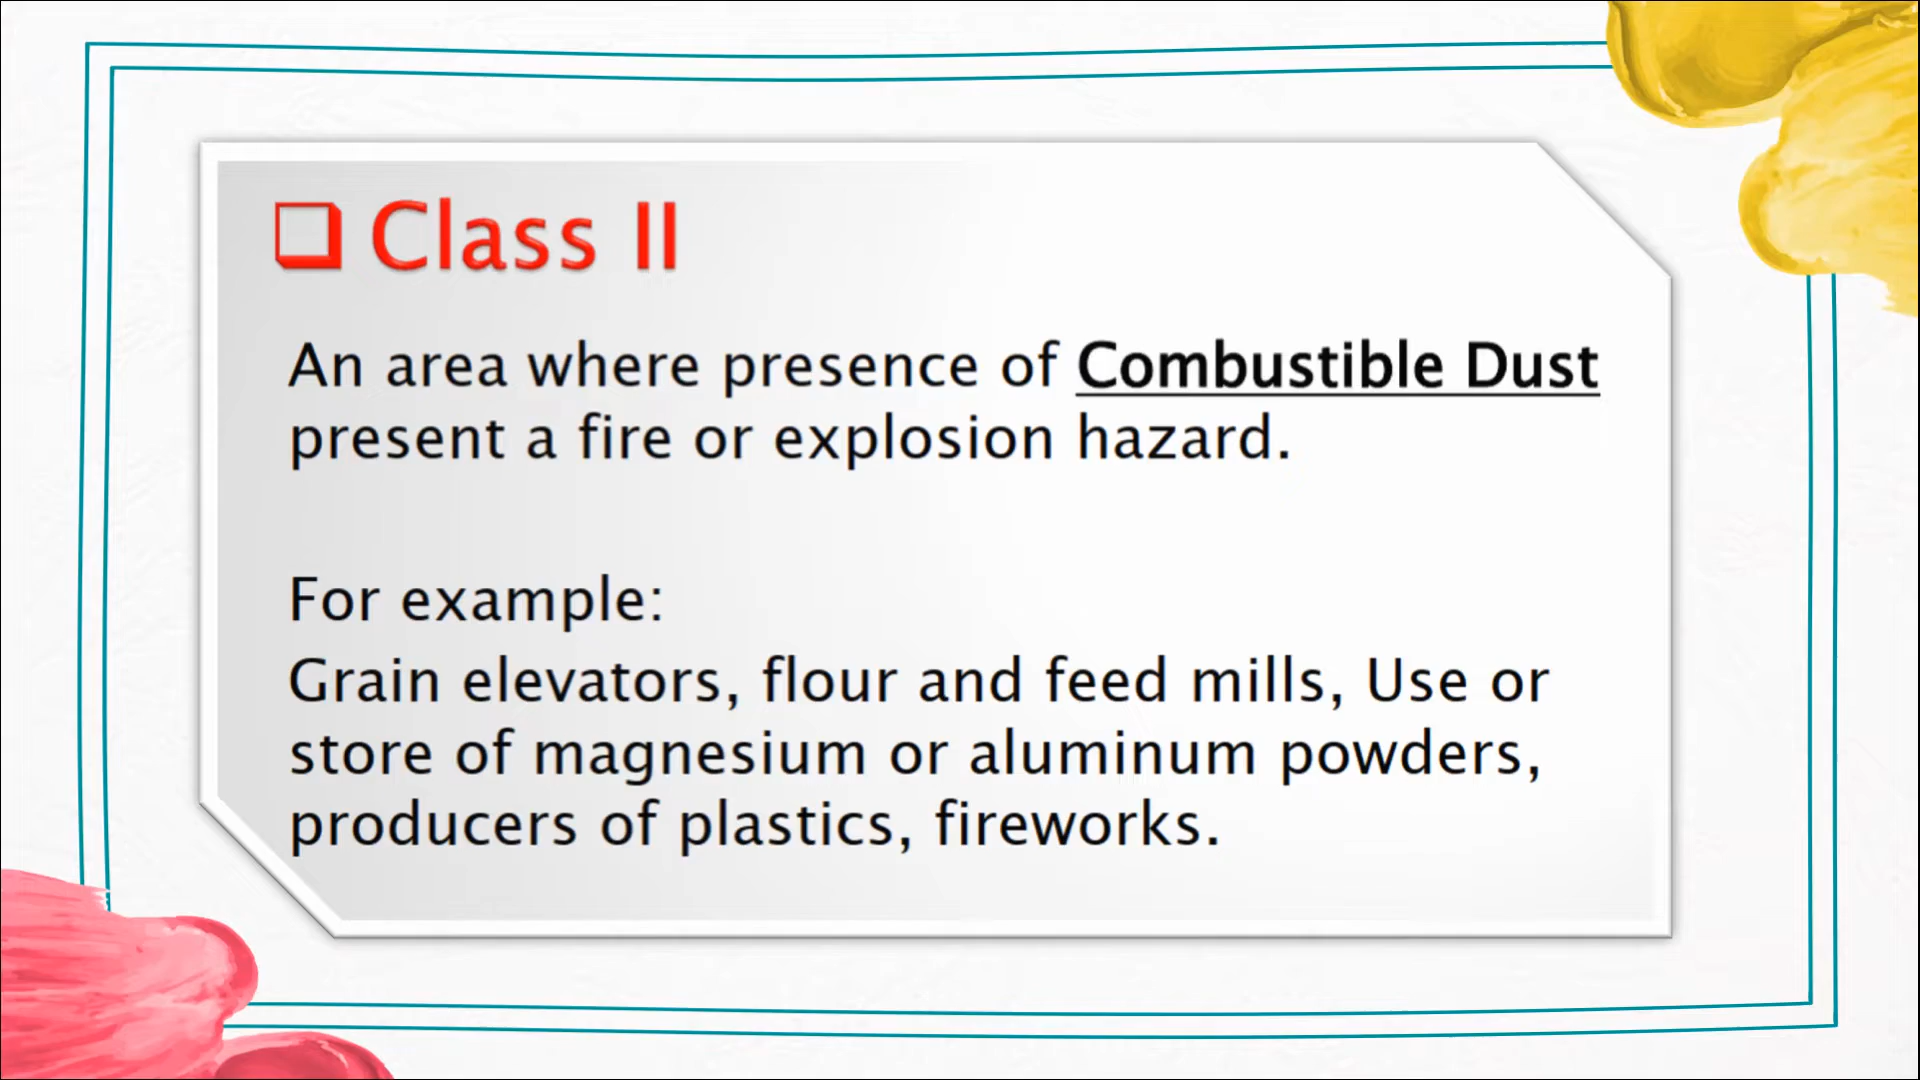 ❑ Class II
An area where presence of Combustible Dust
present a fire or explosion hazard.
For example:
Grain elevators, flour and feed mills, Use or
store of magnesium or aluminum powders,
producers of plastics, fireworks.